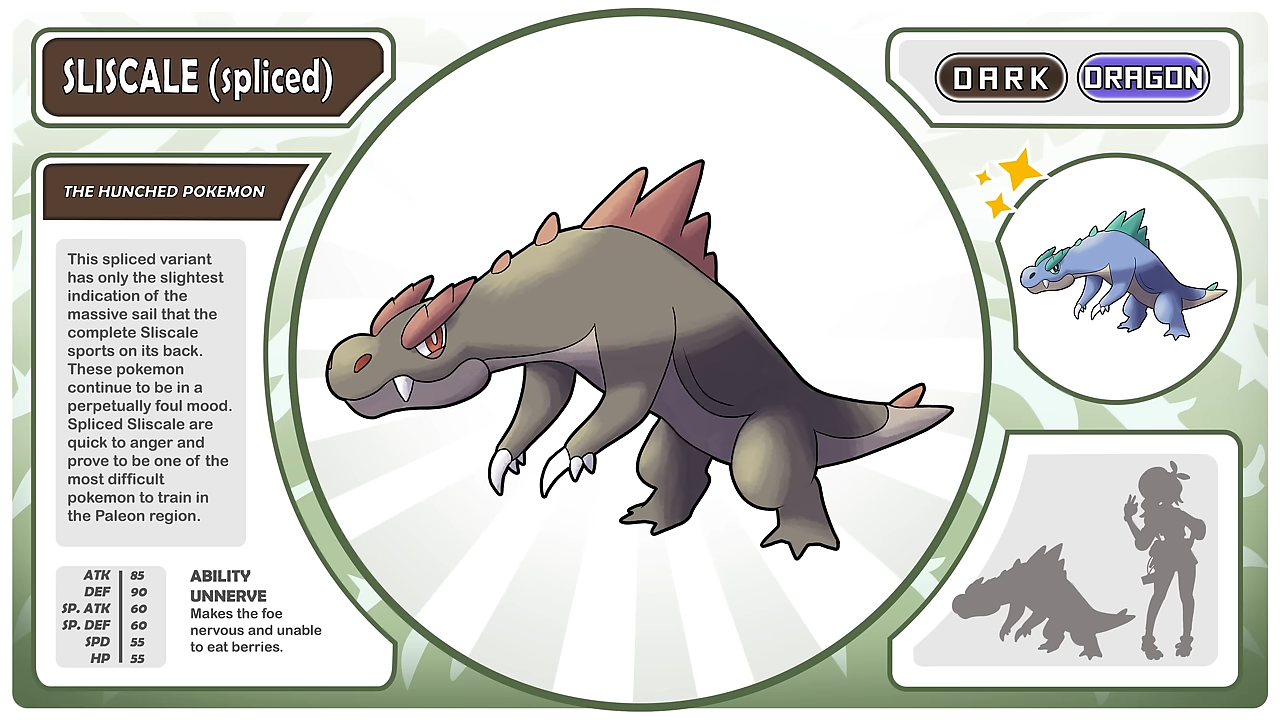 SLISCALE (spliced)
DARK
DRAGON
THE HUNCHED POKEMON
This spliced variant
has only the slightest
indication of the
massive sail that the
complete Sliscale
sports on its back.
These pokemon
continue to be in a
perpetually foul mood.
Spliced Sliscale are
quick to anger and
prove to be one of the
most difficult
pokemon to train in
the Paleon region.
ATK 85
DEF 90
SP. ATK 60
SP. DEF 60
SPD 55
HP 55
ABILITY
UNNERVE
Makes the foe
nervous and unable
to eat berries.